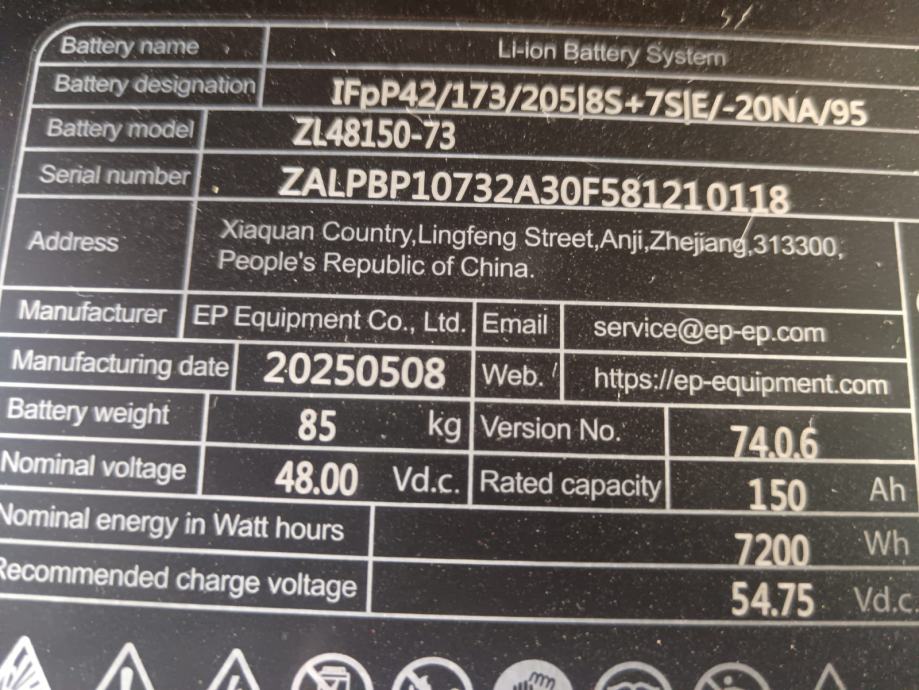 Battery name Li-ion Battery System
Battery designation IFpP42/173/205|8S+7S|E/-20NA/95
Battery model ZL48150-73
Serial number ZALPBP10732A30F581210118
Address Xiaquan Country,Lingfeng Street,Anji,Zhejiang,313300,
People's Republic of China.
Manufacturer EP Equipment Co., Ltd. Email service@ep-ep.com
Manufacturing date 20250508 Web. https://ep-equipment.com
Battery weight 85 kg Version No. 74.0.6
Nominal voltage 48.00 Vd.c. Rated capacity 150 Ah
Nominal energy in Watt hours 7200 Wh
Recommended charge voltage 54.75 Vd.c.